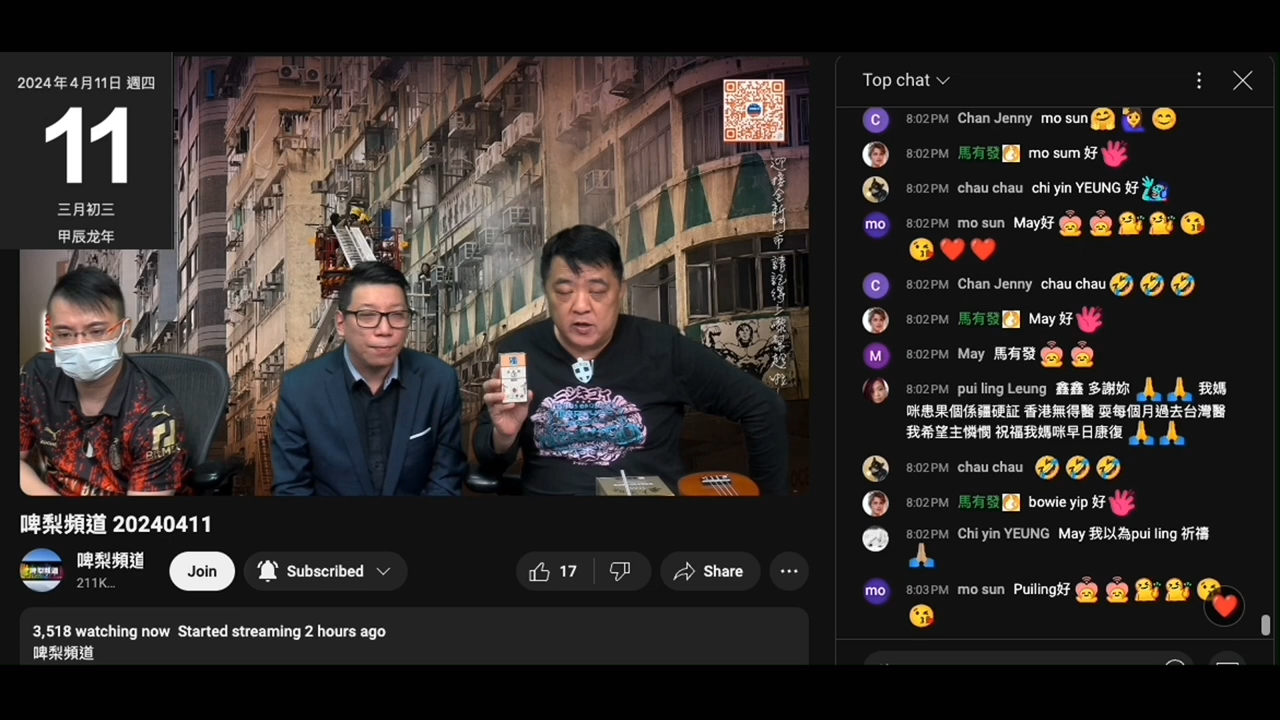 2024年4月11日 週四
11
三月初三
甲辰龙年
啤梨頻道 20240411
啤梨頻道
211K...
Join
Subscribed
17
Share
3,518 watching now Started streaming 2 hours ago
啤梨頻道
Top chat
C 8:02PM Chan Jenny mo sun 🤗 🙋‍♀️ 😊
8:02PM 馬有發 mo sum 好
8:02PM chau chau chi yin YEUNG 好
mo 8:02PM mo sun May好 😘
😘 ❤️ ❤️
C 8:02PM Chan Jenny chau chau 🤣 🤣 🤣
8:02PM 馬有發 May 好
M 8:02PM May 馬有發
8:02PM pui ling Leung 鑫鑫 多謝妳 🙏 🙏 我媽
咪患果個係疆硬証 香港無得醫 要每個月過去台灣醫
我希望主憐憫 祝福我媽咪早日康復 🙏 🙏
8:02PM chau chau 🤣 🤣 🤣
8:02PM 馬有發 bowie yip 好
8:02PM Chi yin YEUNG May 我以為pui ling 祈禱
🙏🏼
mo 8:03PM mo sun Puiling好 😘
😘